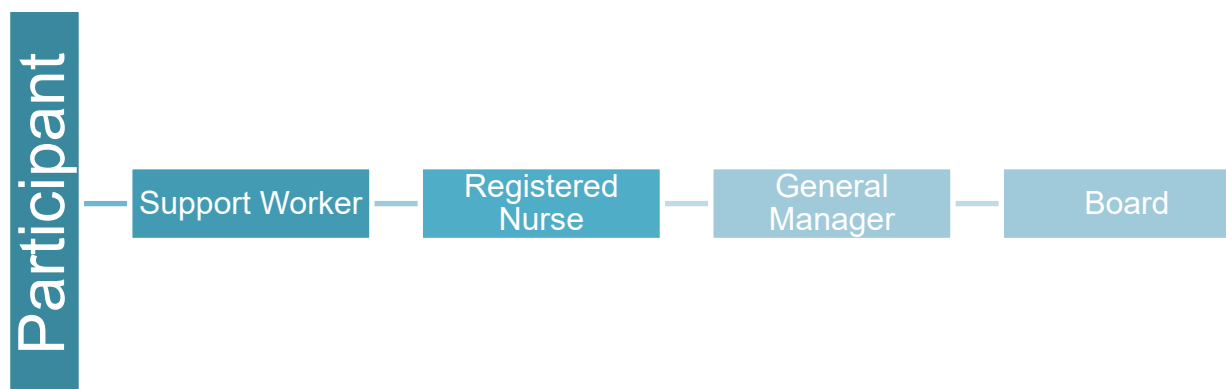 Participant
Support Worker
Registered
Nurse
General
Manager
Board